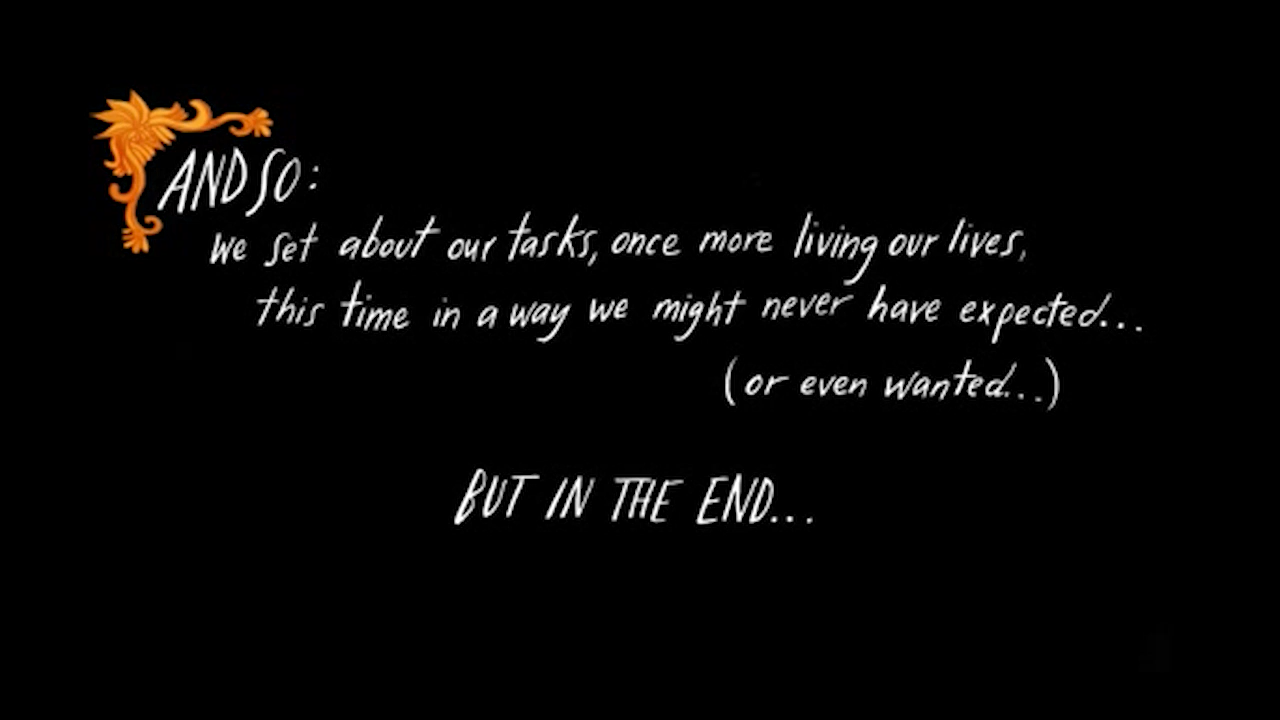 AND SO:
we set about our tasks, once more living our lives,
this time in a way we might never have expected...
(or even wanted...)
BUT IN THE END...